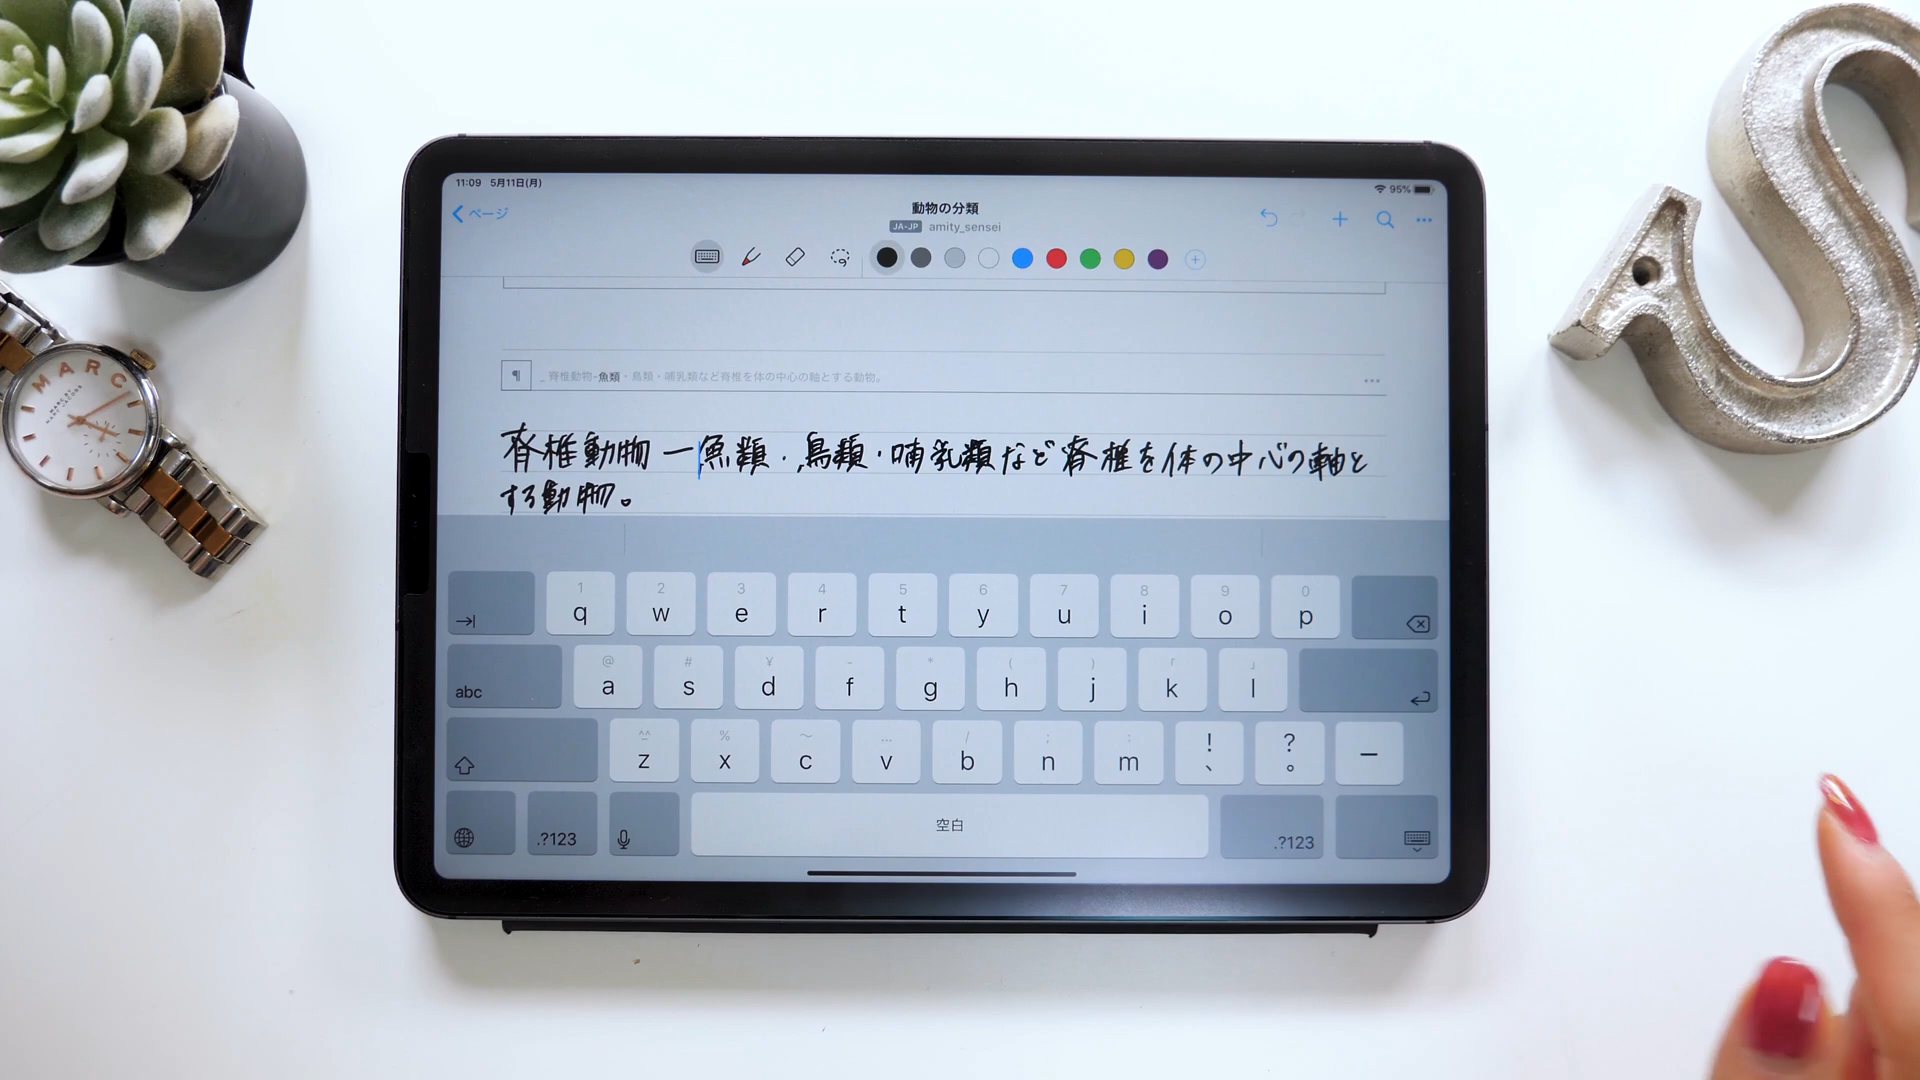 MARC
MARC JACOBS
11:09 5月11日(月)
95%
ページ
動物の分類
JA-JP amity_sensei
¶ _ 脊椎動物-魚類・鳥類・哺乳類など脊椎を体の中心の軸とする動物。
脊椎動物ー魚類・,鳥類・哺乳類など脊椎を体の中心の軸と
する動物。
1 2 3 4 5 6 7 8 9 0
q w e r t y u i o p
@ # ¥ - * ( ) 「 」
abc a s d f g h j k l
^^ % 〜 … / ; :
z x c v b n m ! 、 ? 。 ー
.?123 空白 .?123
S